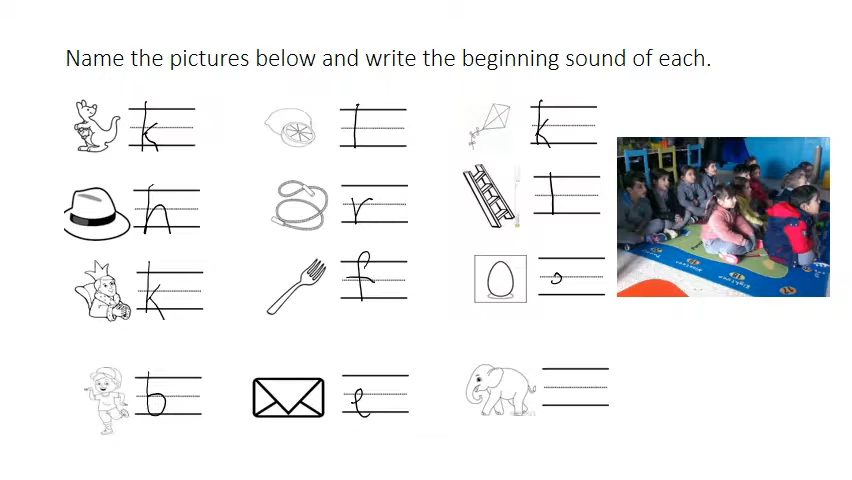 Name the pictures below and write the beginning sound of each.
k l k
h r l
k f
b e